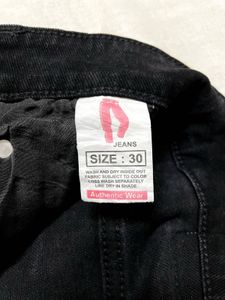 JEANS
SIZE : 30
WASH AND DRY INSIDE OUT
FABRIC SUBJECT TO COLOR
LOSS WASH SEPARATELY
LINE DRY IN SHADE.
Authentic Wear